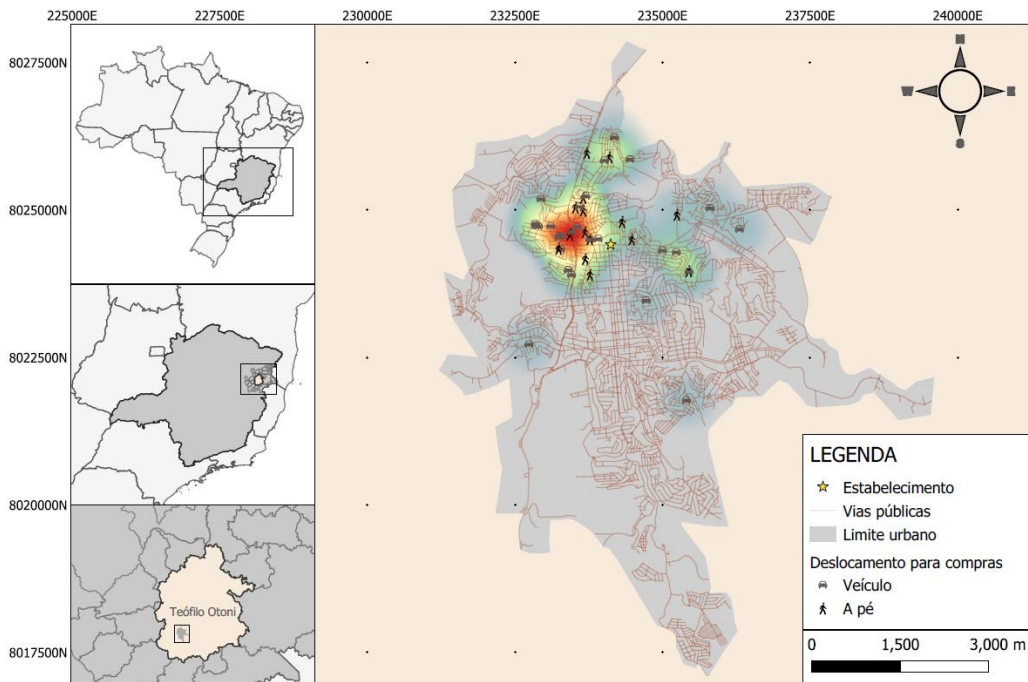 225000E 227500E 230000E 232500E 235000E 237500E 240000E
8027500N
8025000N
8022500N
8020000N
8017500N
N
W E
S
Teófilo Otoni
LEGENDA
Estabelecimento
Vias públicas
Limite urbano
Deslocamento para compras
Veículo
A pé
0 1,500 3,000 m